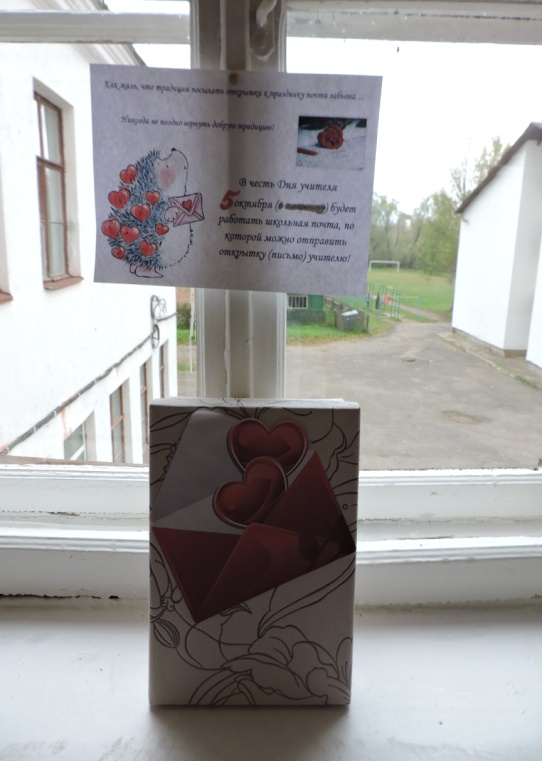 Как жаль, что традиция посылать открытки к празднику почти забыта...
Никогда не поздно вернуть добрую традицию!
В честь Дня учителя
5 октября (в) будет
работать школьная почта, по
которой можно отправить
открытку (письмо) учителю!